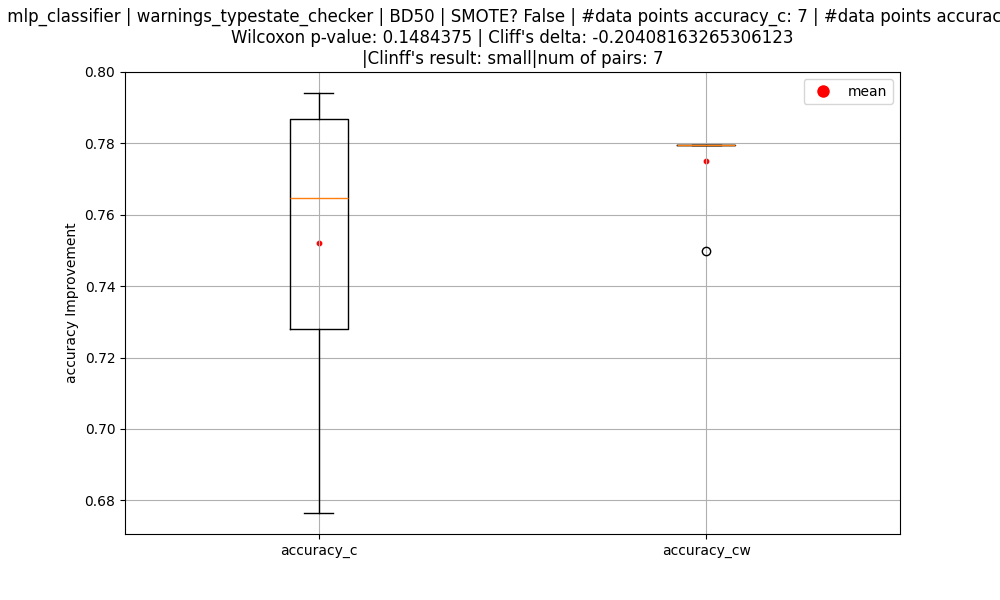 mlp_classifier | warnings_typestate_checker | BD50 | SMOTE? False | #data points accuracy_c: 7 | #data points accurac
Wilcoxon p-value: 0.1484375 | Cliff's delta: -0.20408163265306123
|Clinff's result: small|num of pairs: 7
mean
0.80
0.78
0.76
0.74
0.72
0.70
0.68
accuracy Improvement
accuracy_c
accuracy_cw